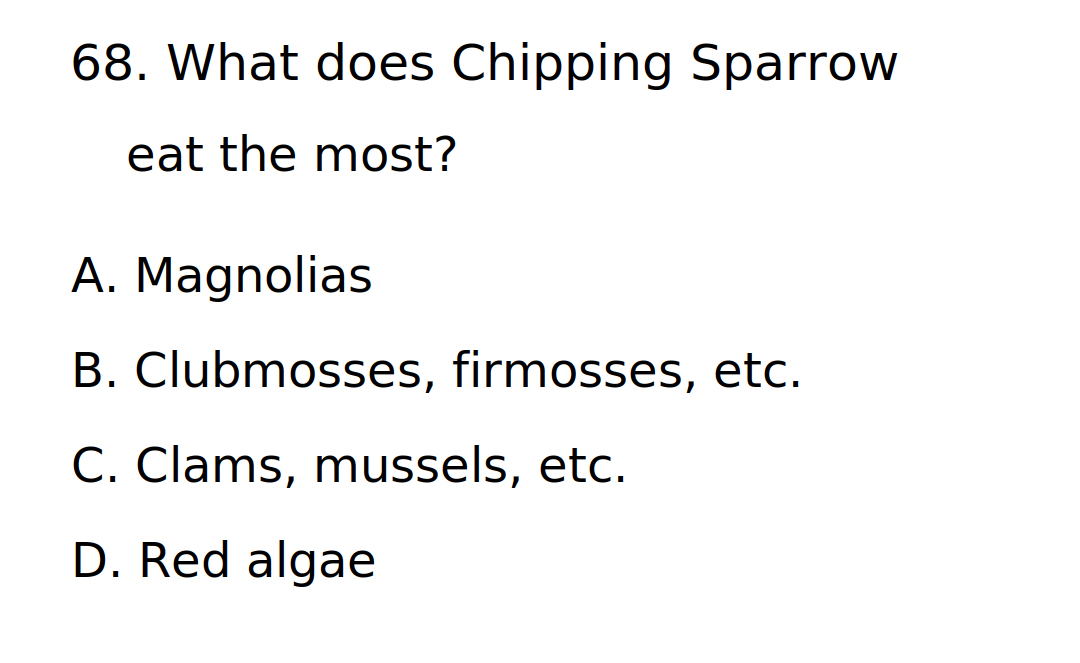 68. What does Chipping Sparrow
eat the most?
A. Magnolias
B. Clubmosses, firmosses, etc.
C. Clams, mussels, etc.
D. Red algae